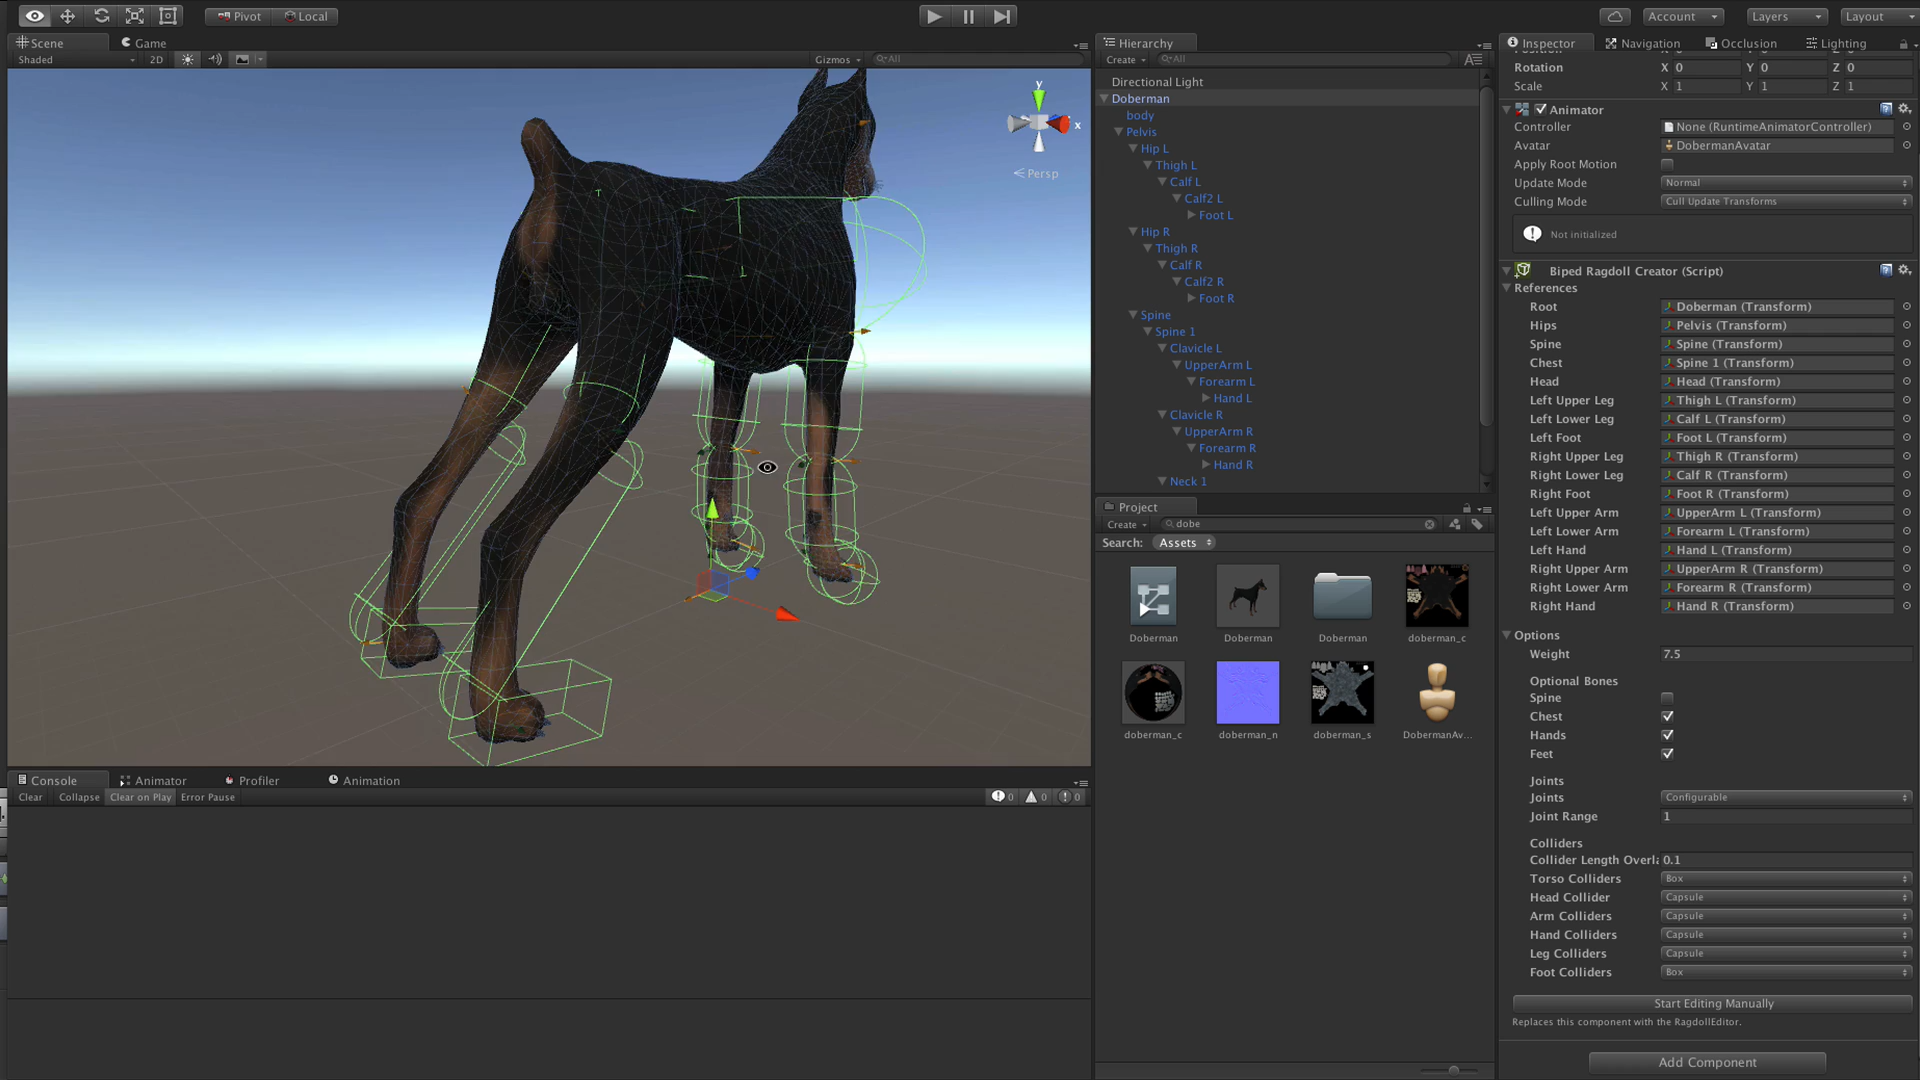 Pivot Local Account Layers Layout
Scene Game
Shaded 2D Gizmos All
y
x
Persp
Hierarchy
Create All
Directional Light
Doberman
body
Pelvis
Hip L
Thigh L
Calf L
Calf2 L
Foot L
Hip R
Thigh R
Calf R
Calf2 R
Foot R
Spine
Spine 1
Clavicle L
UpperArm L
Forearm L
Hand L
Clavicle R
UpperArm R
Forearm R
Hand R
Neck 1
Project
Create dobe
Search: Assets
Doberman Doberman Doberman doberman_c
doberman_c doberman_n doberman_s DobermanAv...
Console Animator Profiler Animation
Clear Collapse Clear on Play Error Pause 0 0 0
Inspector Navigation Occlusion Lighting
Rotation X 0 Y 0 Z 0
Scale X 1 Y 1 Z 1
Animator
Controller None (RuntimeAnimatorController)
Avatar DobermanAvatar
Apply Root Motion
Update Mode Normal
Culling Mode Cull Update Transforms
Not initialized
Biped Ragdoll Creator (Script)
References
Root Doberman (Transform)
Hips Pelvis (Transform)
Spine Spine (Transform)
Chest Spine 1 (Transform)
Head Head (Transform)
Left Upper Leg Thigh L (Transform)
Left Lower Leg Calf L (Transform)
Left Foot Foot L (Transform)
Right Upper Leg Thigh R (Transform)
Right Lower Leg Calf R (Transform)
Right Foot Foot R (Transform)
Left Upper Arm UpperArm L (Transform)
Left Lower Arm Forearm L (Transform)
Left Hand Hand L (Transform)
Right Upper Arm UpperArm R (Transform)
Right Lower Arm Forearm R (Transform)
Right Hand Hand R (Transform)
Options
Weight 7.5
Optional Bones
Spine
Chest
Hands
Feet
Joints
Joints Configurable
Joint Range 1
Colliders
Collider Length Overla 0.1
Torso Colliders Box
Head Collider Capsule
Arm Colliders Capsule
Hand Colliders Capsule
Leg Colliders Capsule
Foot Colliders Box
Start Editing Manually
Replaces this component with the RagdollEditor.
Add Component